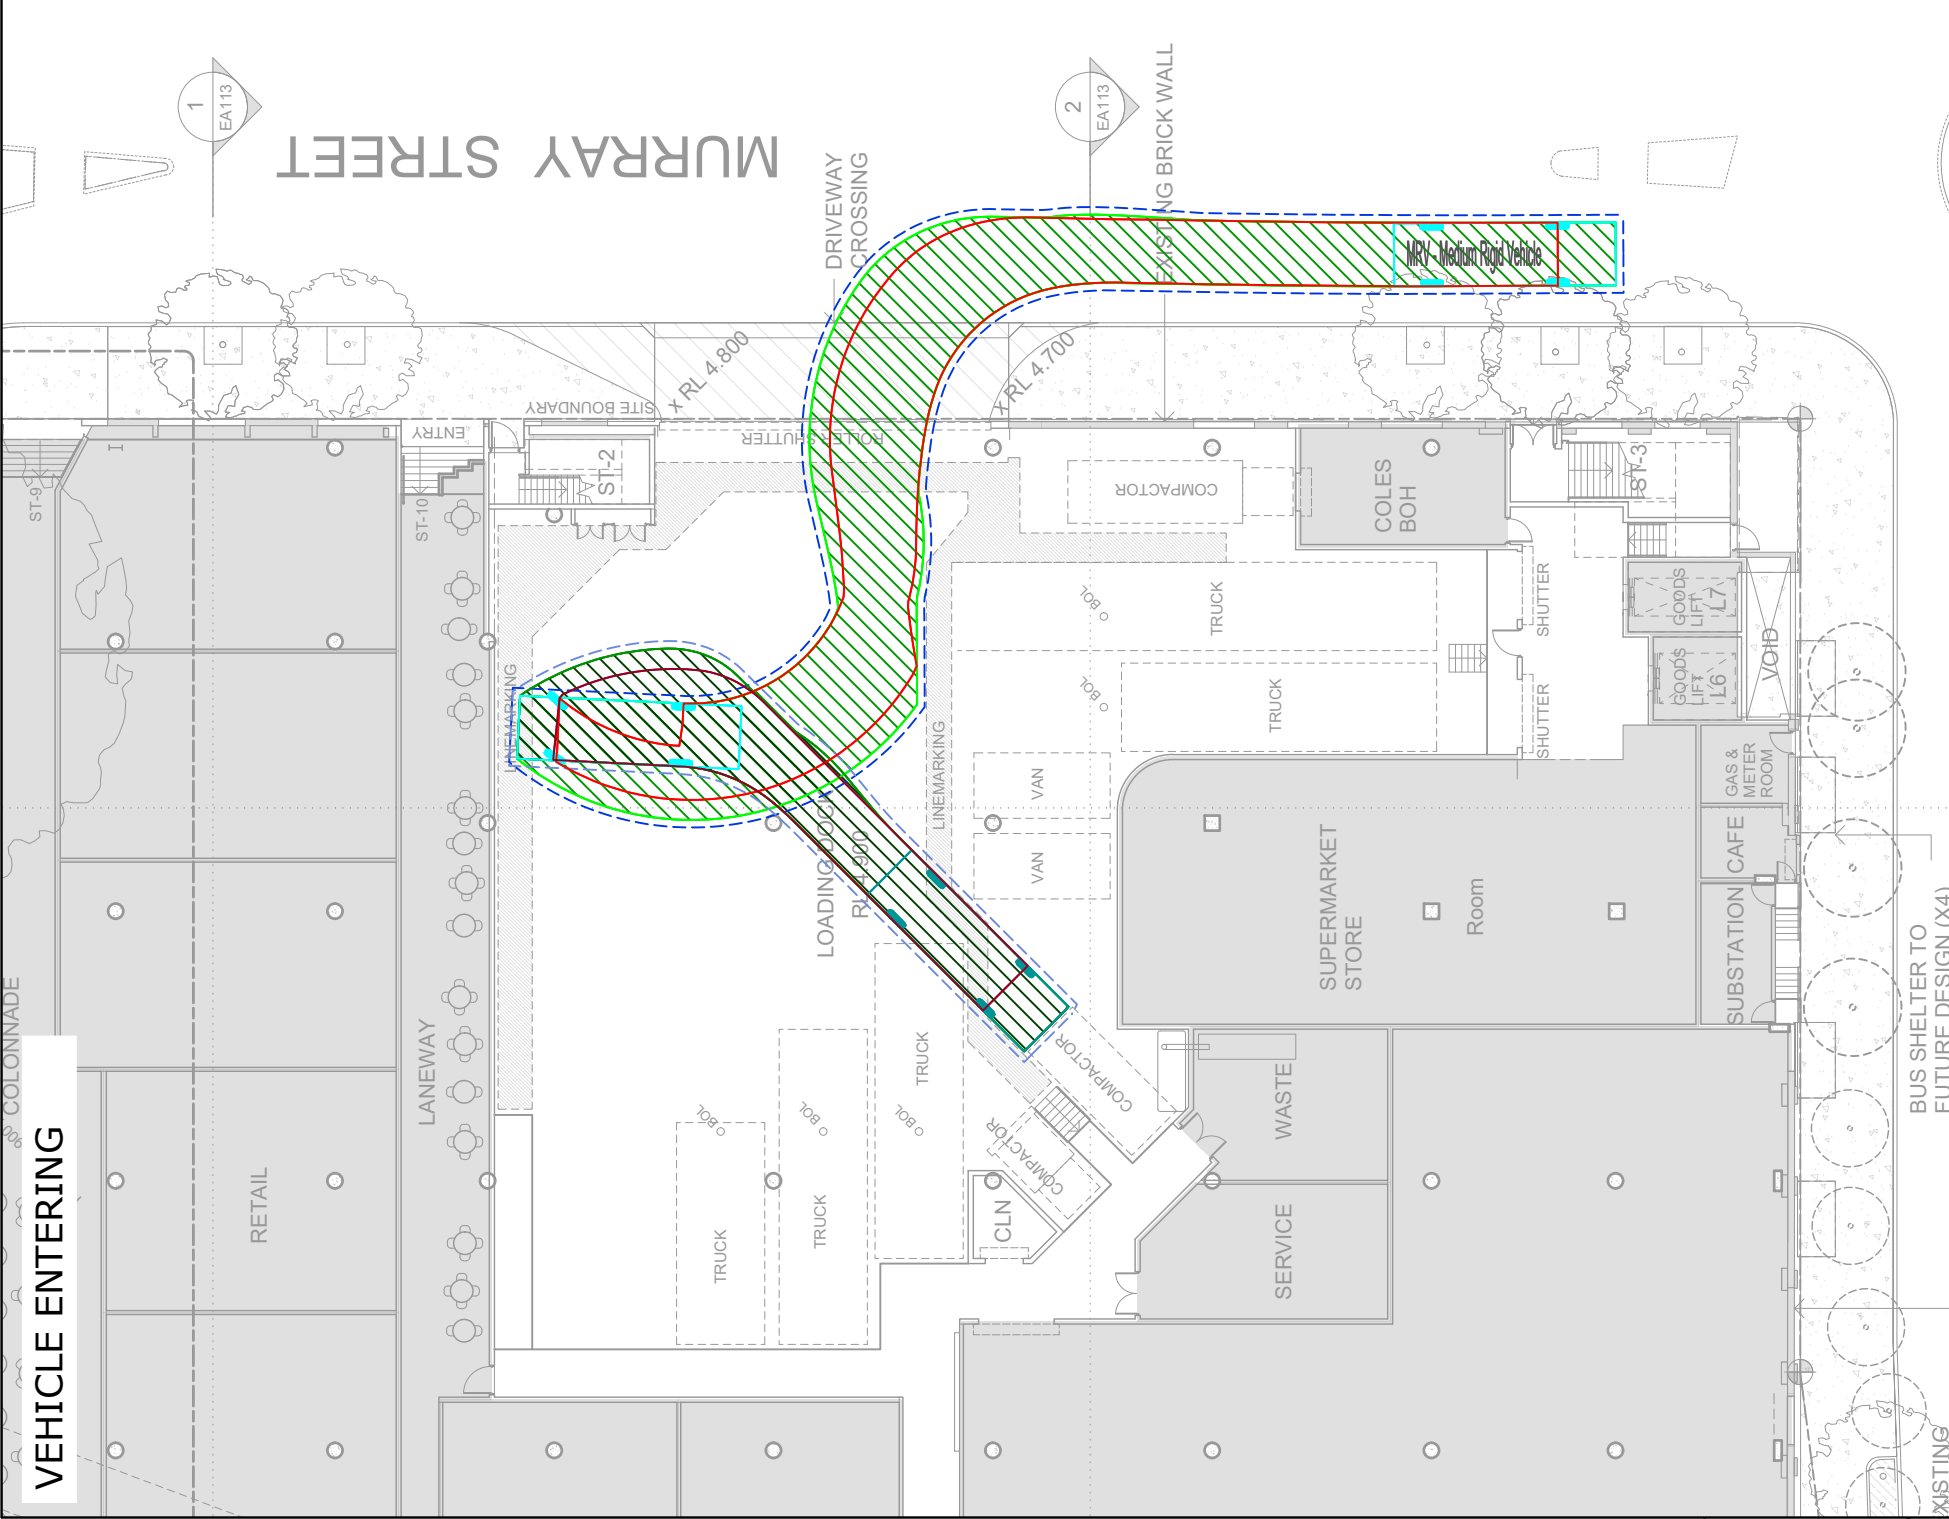 1
EA113
2
EA113
MURRAY STREET
DRIVEWAY
CROSSING
EXISTING BRICK WALL
MRV - Medium Rigid Vehicle
x RL 4.800
x RL 4.700
SITE BOUNDARY
ROLLER SHUTTER
ENTRY
ST-9
ST-10
ST-2
ST-3
COMPACTOR
COLES
BOH
BOL
TRUCK
SHUTTER
GOODS
LIFT
L7
BOL
TRUCK
SHUTTER
GOODS
LIFT
L6
VOID
LINEMARKING
LINEMARKING
VAN
VAN
GAS &
METER
ROOM
LOADING DOCK
RL 4.900
SUPERMARKET
STORE
Room
CAFE
SUBSTATION
BUS SHELTER TO
FUTURE DESIGN (X4)
COLONNADE
LANEWAY
TRUCK
COMPACTOR
WASTE
BOL
BOL
BOL
COMPACTOR
RETAIL
TRUCK
TRUCK
CLN
SERVICE
VEHICLE ENTERING